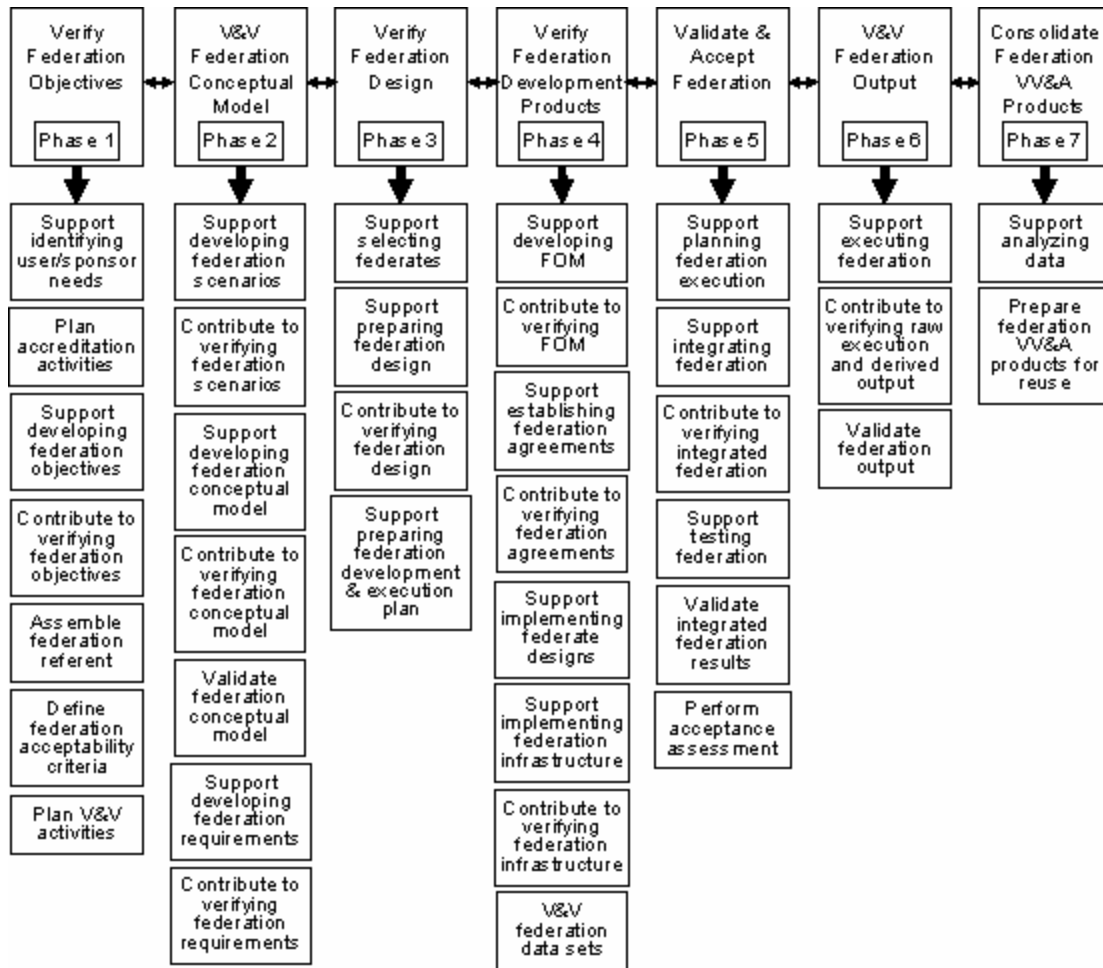 Verify
Federation
Objectives
Phase 1
V&V
Federation
Conceptual
Model
Phase 2
Verify
Federation
Design
Phase 3
Verify
Federation
Development
Products
Phase 4
Validate &
Accept
Federation
Phase 5
V&V
Federation
Output
Phase 6
Consolidate
Federation
VV&A
Products
Phase 7
Support
identifying
user/sponsor
needs
Plan
accreditation
activities
Support
developing
federation
objectives
Contribute to
verifying
federation
objectives
Assemble
federation
referent
Define
federation
acceptability
criteria
Plan V&V
activities
Support
developing
federation
scenarios
Contribute to
verifying
federation
scenarios
Support
developing
federation
conceptual
model
Contribute to
verifying
federation
conceptual
model
Validate
federation
conceptual
model
Support
developing
federation
requirements
Contribute to
verifying
federation
requirements
Support
selecting
federates
Support
preparing
federation
design
Contribute to
verifying
federation
design
Support
preparing
federation
development
& execution
plan
Support
developing
FOM
Contribute to
verifying
FOM
Support
establishing
federation
agreements
Contribute to
verifying
federation
agreements
Support
implementing
federate
designs
Support
implementing
federation
infrastructure
Contribute to
verifying
federation
infrastructure
V&V
federation
data sets
Support
planning
federation
execution
Support
integrating
federation
Contribute to
verifying
integrated
federation
Support
testing
federation
Validate
integrated
federation
results
Perform
acceptance
assessment
Support
executing
federation
Contribute to
verifying raw
execution
and derived
output
Validate
federation
output
Support
analyzing
data
Prepare
federation
VV&A
products for
reuse